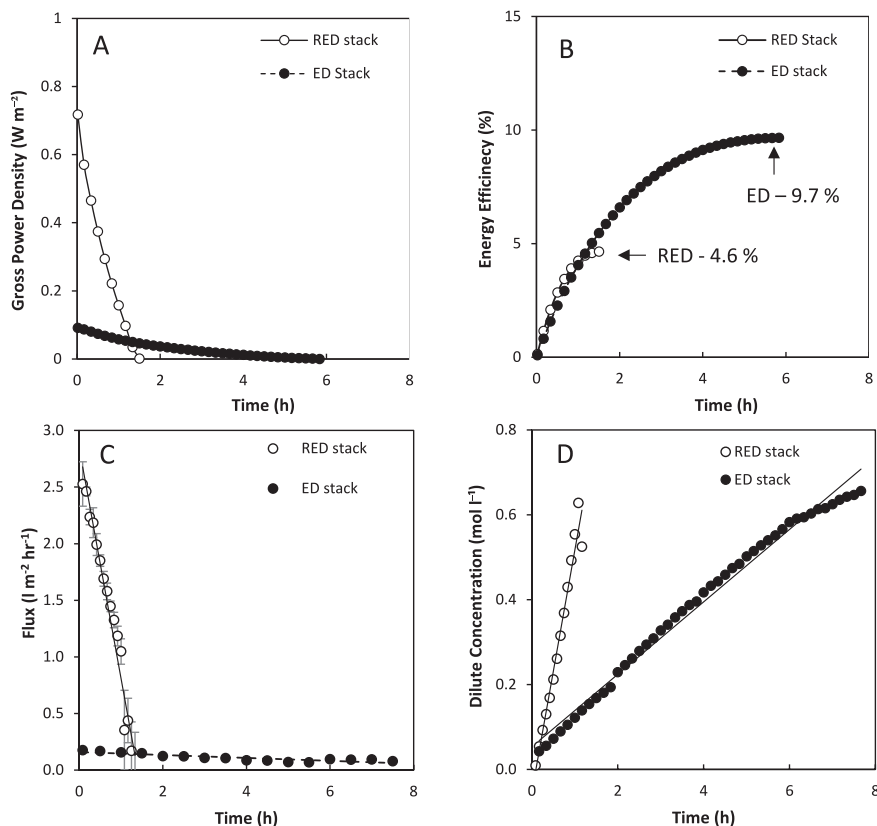 A
RED stack
ED Stack
Gross Power Density (W m⁻²)
1
0.8
0.6
0.4
0.2
0
0 2 4 6 8
Time (h)
B
RED Stack
ED stack
Energy Efficinecy (%)
15
10
5
0
ED – 9.7 %
RED - 4.6 %
0 2 4 6 8
Time (h)
C
RED stack
ED stack
Flux (l m⁻² hr⁻¹)
3.0
2.5
2.0
1.5
1.0
0.5
0.0
0 2 4 6 8
Time (h)
D
RED stack
ED stack
Dilute Concentration (mol l⁻¹)
0.8
0.6
0.4
0.2
0.0
0 2 4 6 8
Time (h)